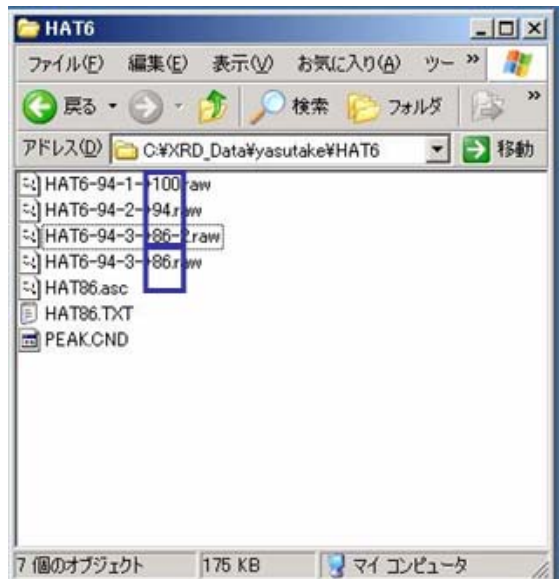 HAT6
ファイル(F) 編集(E) 表示(V) お気に入り(A) ツー »
戻る 検索 フォルダ »
アドレス(D) C:¥XRD_Data¥yasutake¥HAT6 移動
HAT6-94-1-→100.raw
HAT6-94-2-→94.raw
HAT6-94-3-→86-2.raw
HAT6-94-3-→86.raw
HAT86.asc
HAT86.TXT
PEAK.CND
7 個のオブジェクト 175 KB マイ コンピュータ